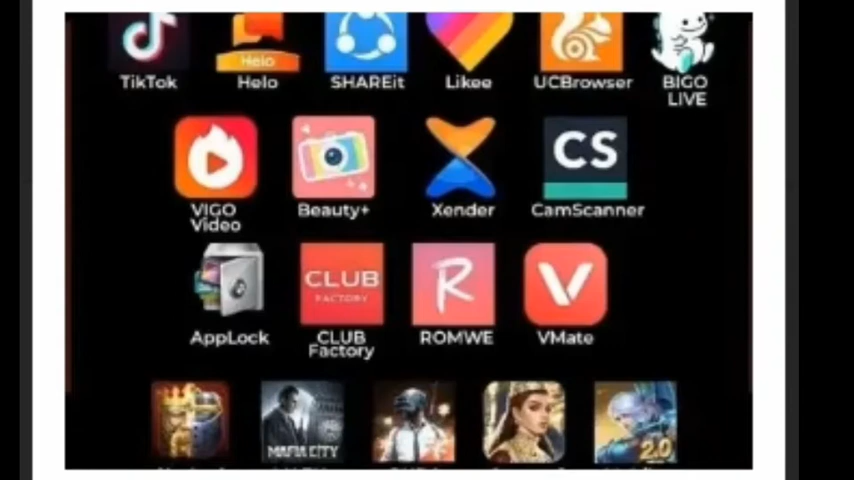 Helo
TikTok Helo SHAREit Likee UCBrowser BIGO
LIVE
CS
VIGO Beauty+ Xender CamScanner
Video
CLUB
FACTORY
R
AppLock CLUB ROMWE VMate
Factory
MAFIA CITY
2.0